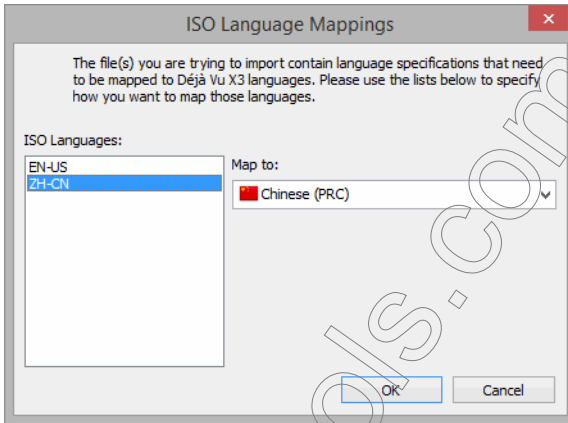 ISO Language Mappings
The file(s) you are trying to import contain language specifications that need
to be mapped to Déjà Vu X3 languages. Please use the lists below to specify
how you want to map those languages.
ISO Languages:
Map to:
EN-US
ZH-CN
Chinese (PRC)
OK
Cancel
ols.com